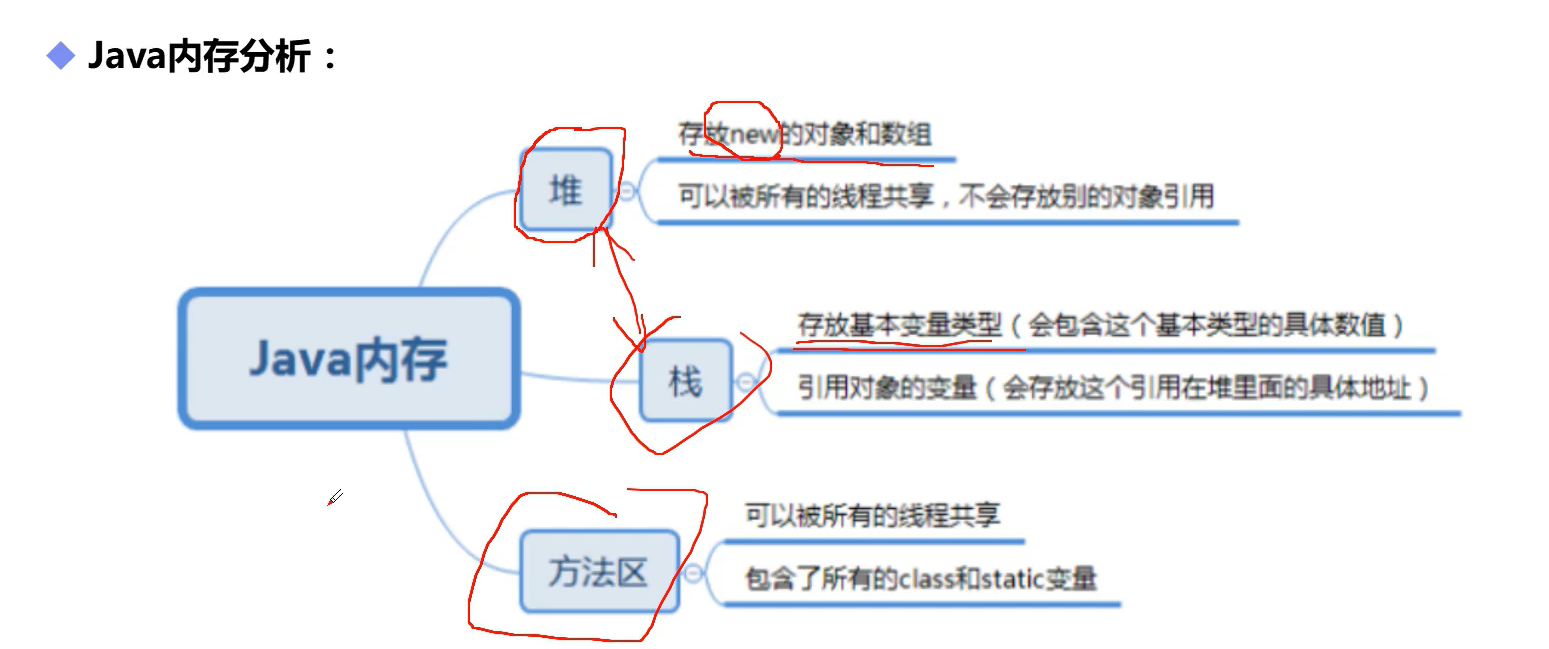 Java内存分析：
存放new的对象和数组
堆
可以被所有的线程共享，不会存放别的对象引用
存放基本变量类型（会包含这个基本类型的具体数值）
Java内存
栈
引用对象的变量（会存放这个引用在堆里面的具体地址）
可以被所有的线程共享
方法区
包含了所有的class和static变量